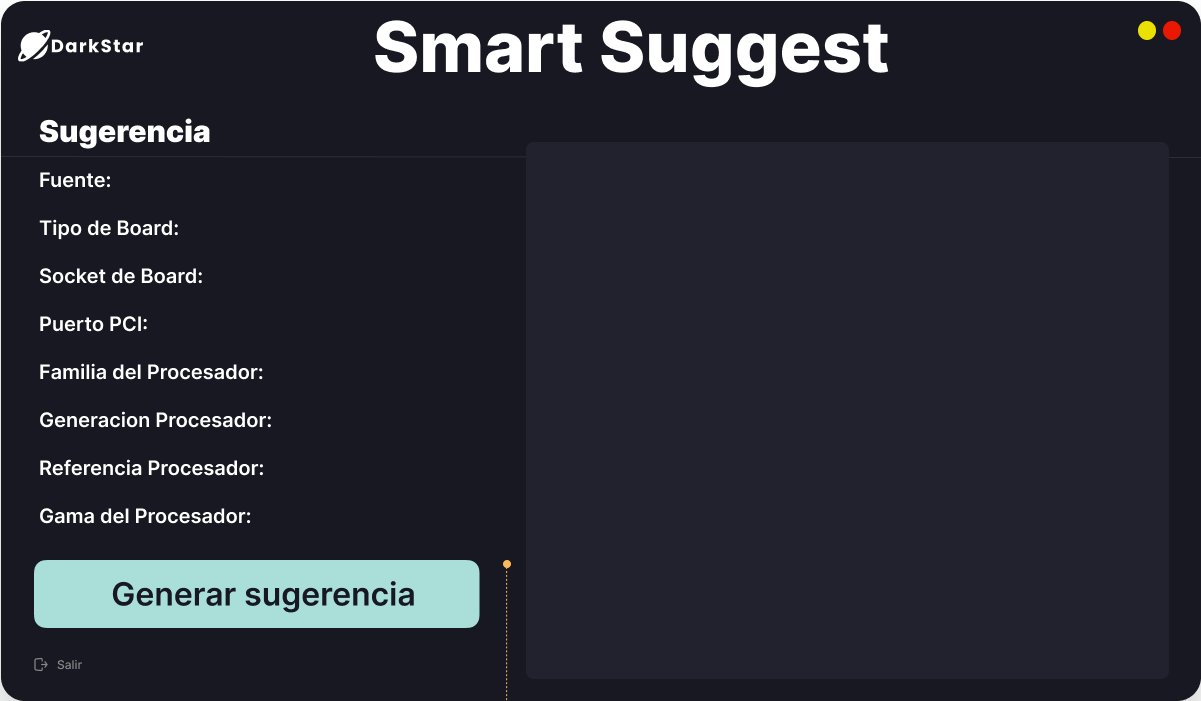 DarkStar
Smart Suggest
Sugerencia
Fuente:
Tipo de Board:
Socket de Board:
Puerto PCI:
Familia del Procesador:
Generacion Procesador:
Referencia Procesador:
Gama del Procesador:
Generar sugerencia
Salir